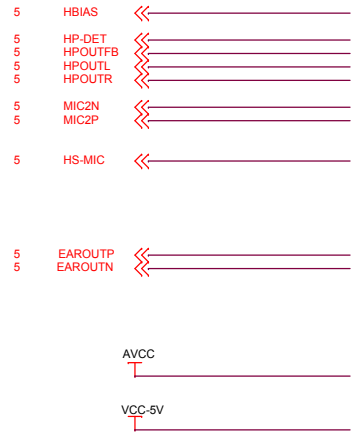 5 HBIAS
5 HP-DET
5 HPOUTFB
5 HPOUTL
5 HPOUTR
5 MIC2N
5 MIC2P
5 HS-MIC
5 EAROUTP
5 EAROUTN
AVCC
VCC-5V